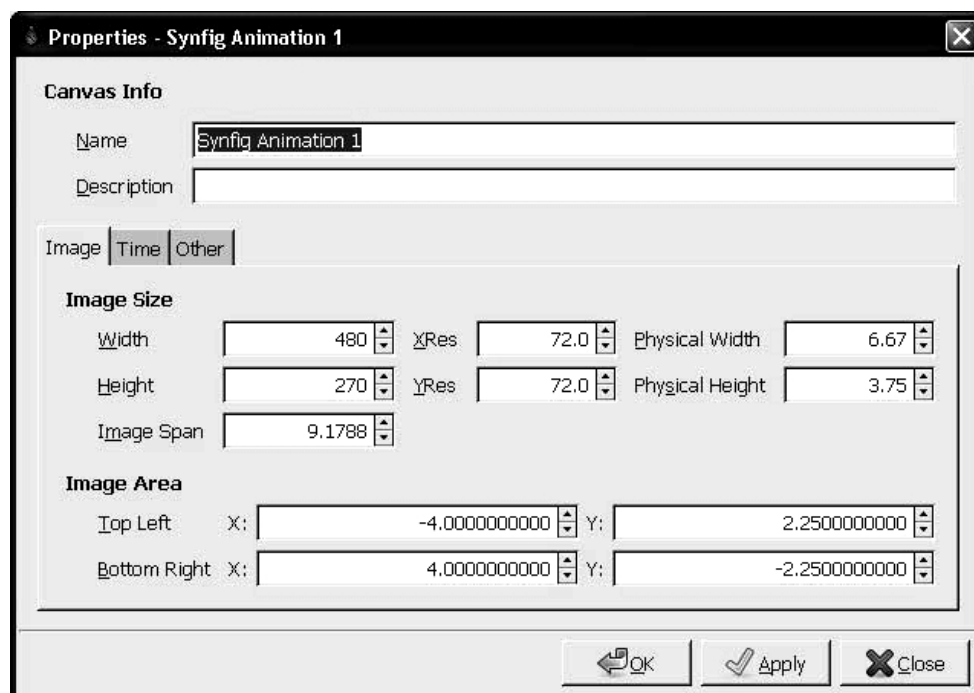 Properties - Synfig Animation 1
Canvas Info
Name Synfig Animation 1
Description
Image Time Other
Image Size
Width 480 XRes 72.0 Physical Width 6.67
Height 270 YRes 72.0 Physical Height 3.75
Image Span 9.1788
Image Area
Top Left X: -4.0000000000 Y: 2.2500000000
Bottom Right X: 4.0000000000 Y: -2.2500000000
OK Apply Close